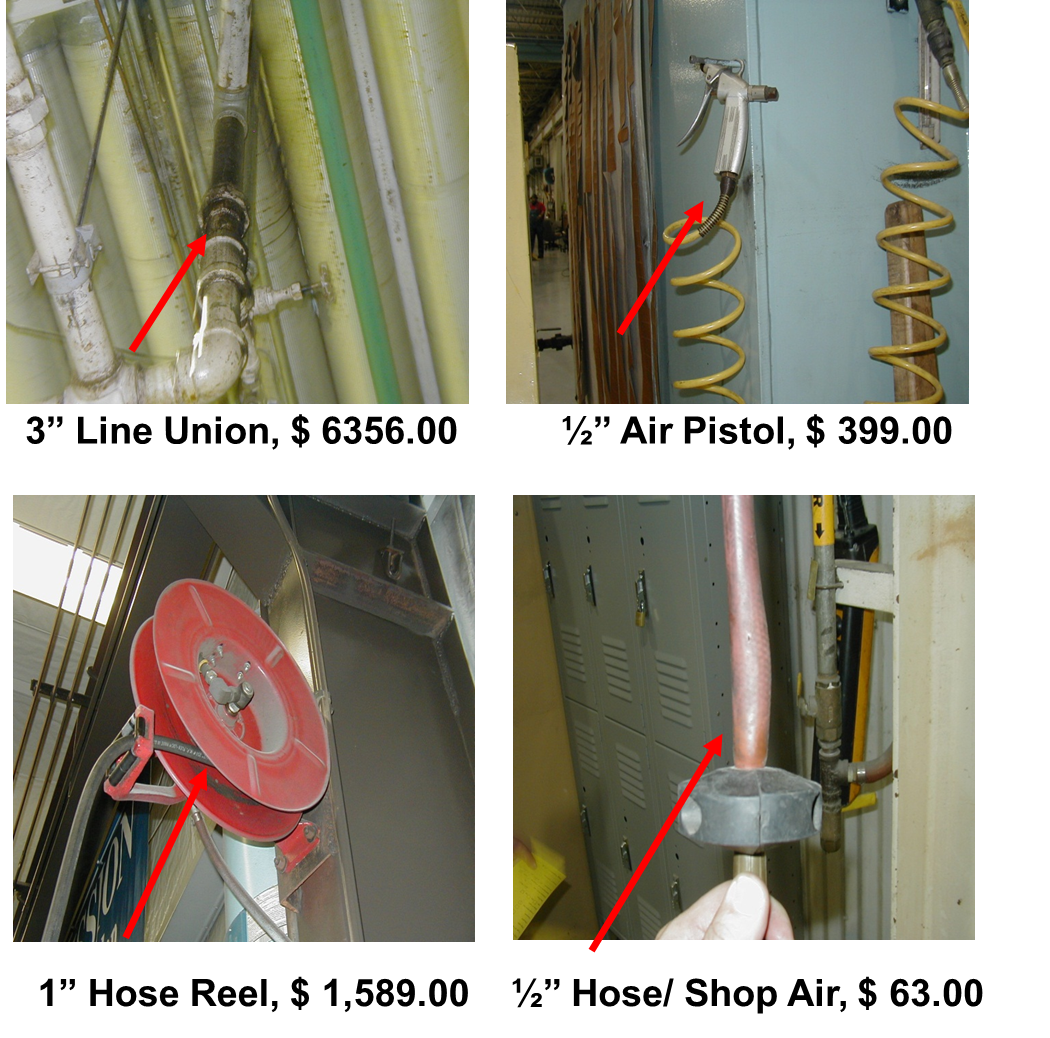 3” Line Union, $ 6356.00
½” Air Pistol, $ 399.00
1” Hose Reel, $ 1,589.00
½” Hose/ Shop Air, $ 63.00